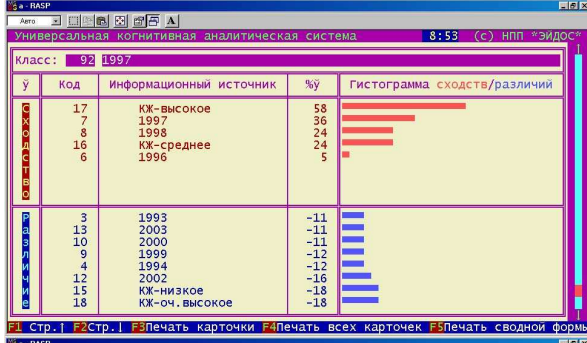 a - RASP
Авто
A
Универсальная когнитивная аналитическая система 8:53 (c) НПП *ЭЙДОС*
Класс: 92 1997
ÿ Код Информационный источник %ÿ Гистограмма сходств/различий
Сходство
17 КЖ-высокое 58
7 1997 36
8 1998 24
16 КЖ-среднее 24
6 1996 5
Различие
3 1993 -11
13 2003 -11
10 2000 -11
9 1999 -12
4 1994 -12
12 2002 -16
15 КЖ-низкое -18
18 КЖ-оч.высокое -18
F1 Стр.↑ F2Стр.↓ F3Печать карточки F4Печать всех карточек F5Печать сводной формы
a - RASP